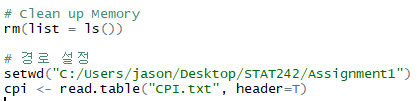 # Clean up Memory
rm(list = ls())
# 경로 설정
setwd("C:/Users/jason/Desktop/STAT242/Assignment1")
cpi <- read.table("CPI.txt", header=T)